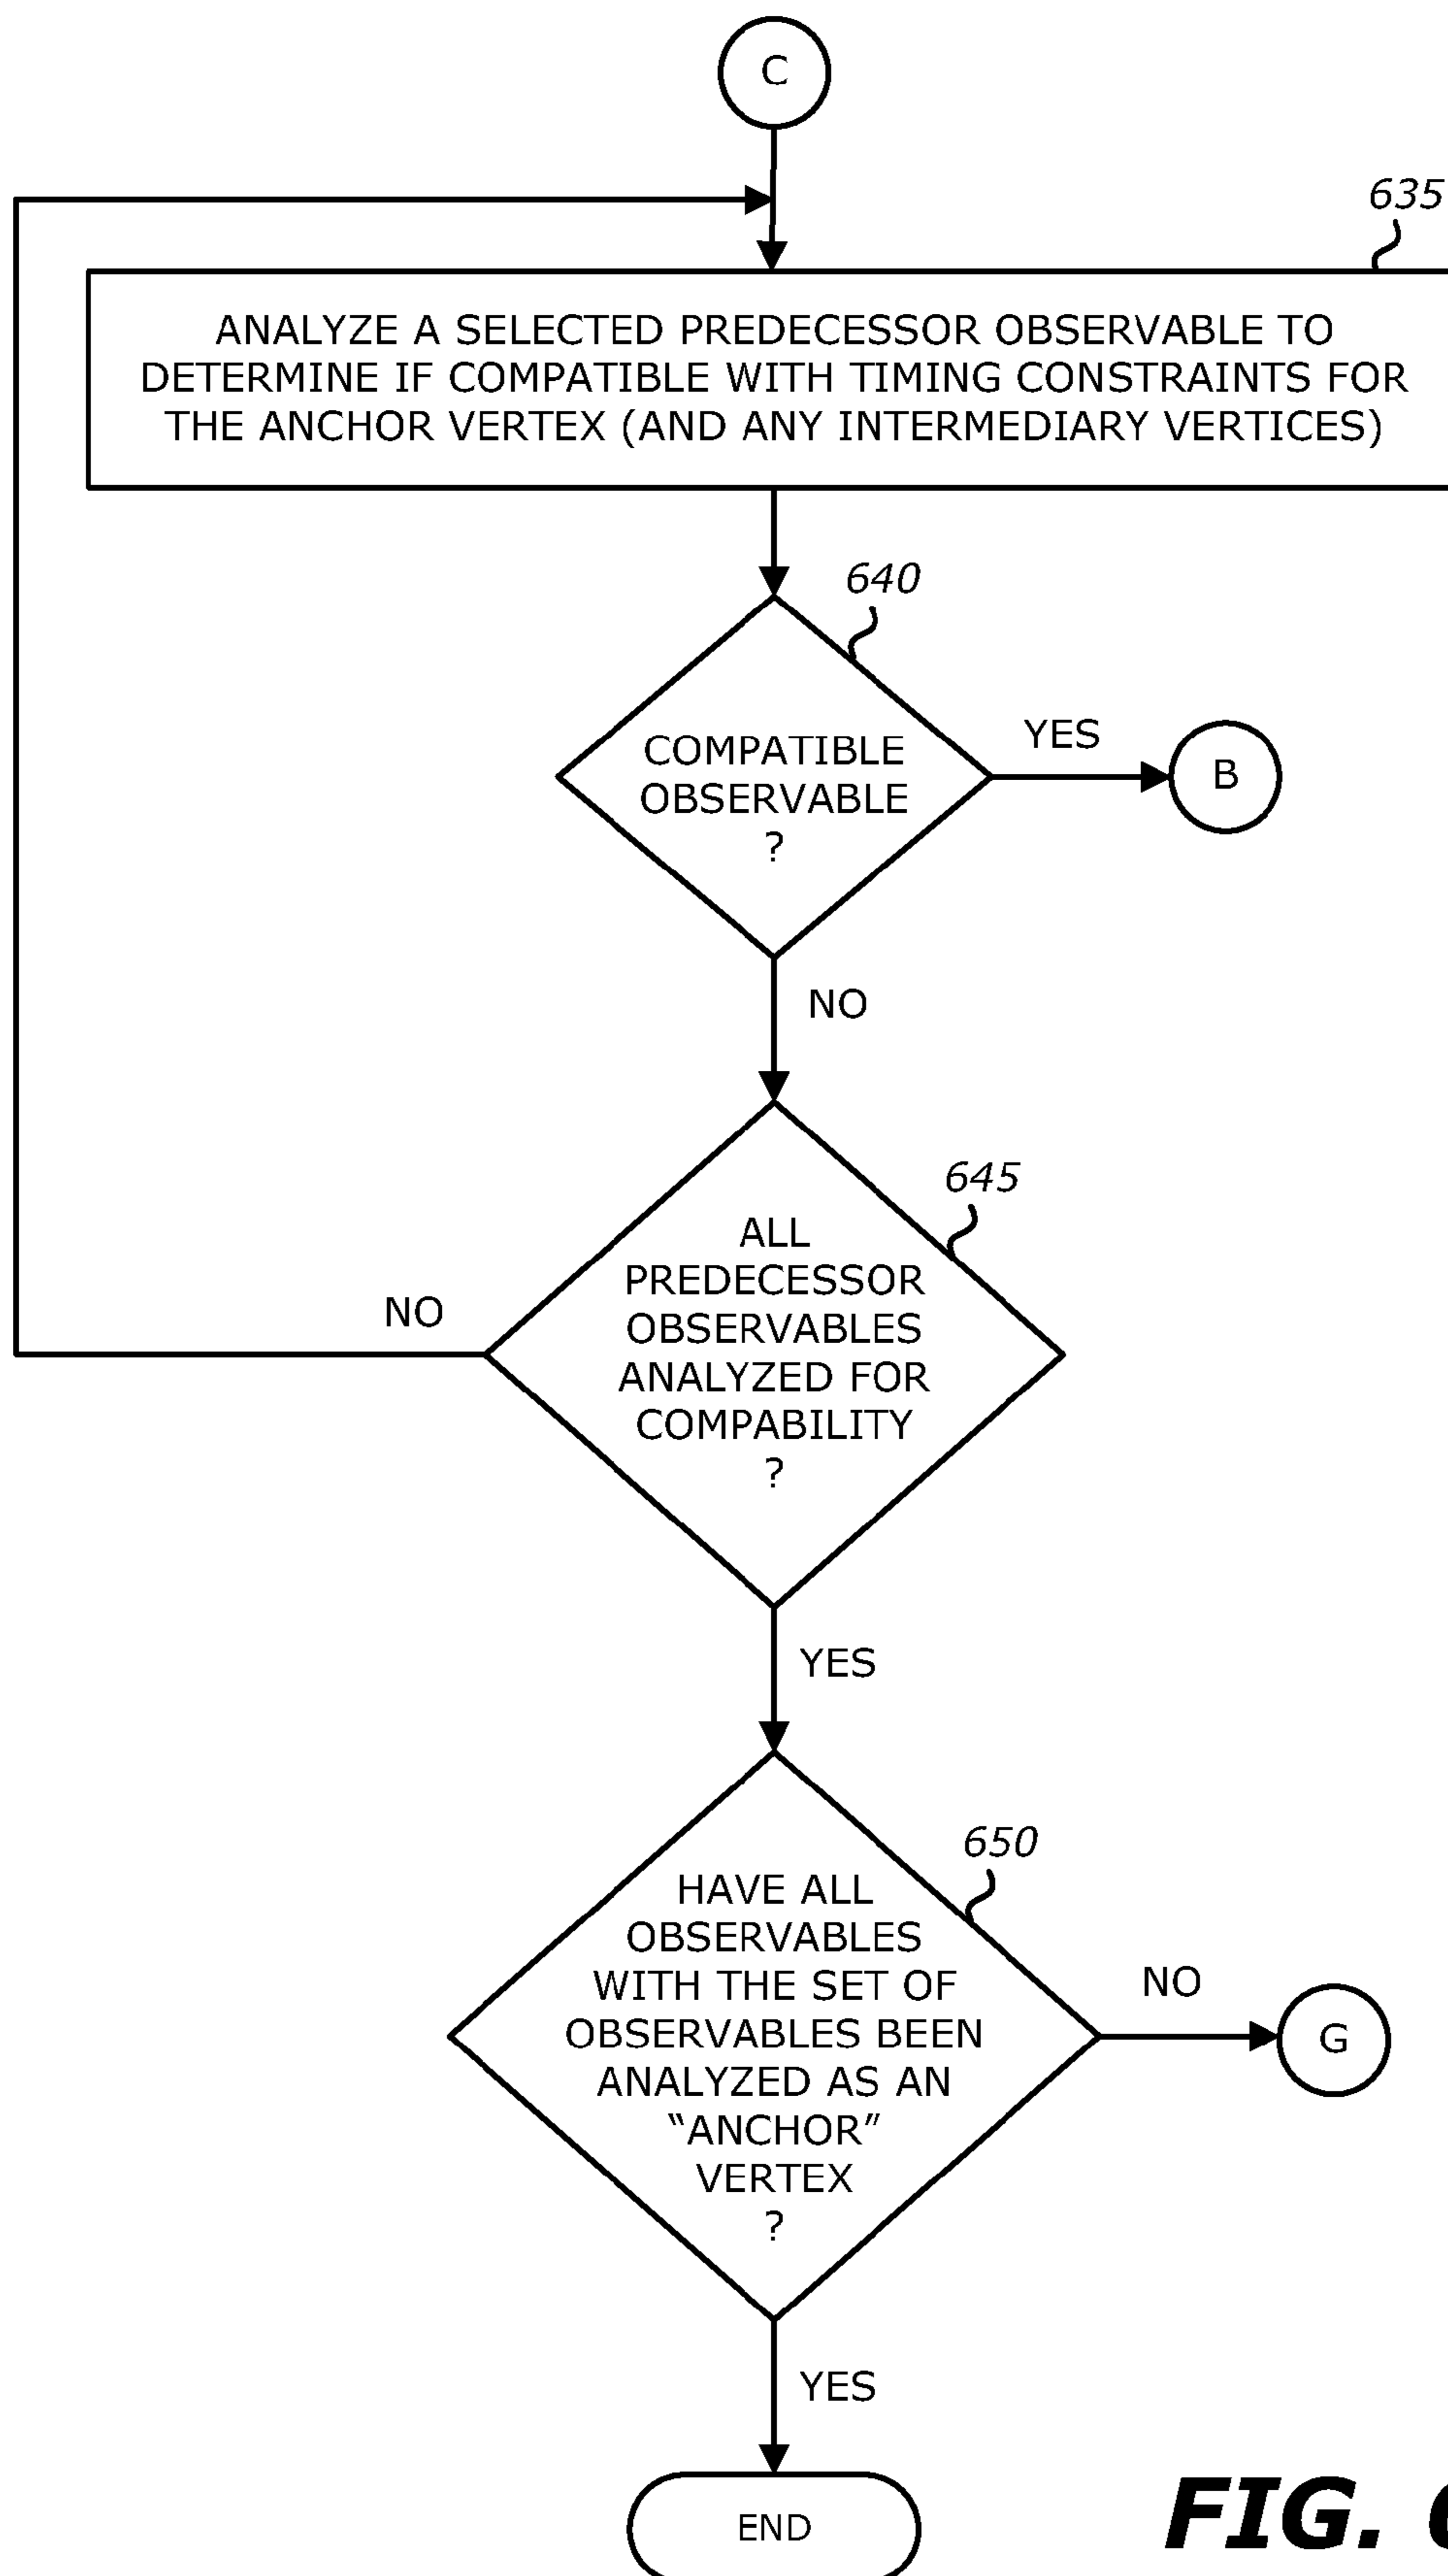 C
635
ANALYZE A SELECTED PREDECESSOR OBSERVABLE TO
DETERMINE IF COMPATIBLE WITH TIMING CONSTRAINTS FOR
THE ANCHOR VERTEX (AND ANY INTERMEDIARY VERTICES)
640
COMPATIBLE
OBSERVABLE
?
YES
B
NO
645
ALL
PREDECESSOR
OBSERVABLES
ANALYZED FOR
COMPABILITY
?
NO
YES
650
HAVE ALL
OBSERVABLES
WITH THE SET OF
OBSERVABLES BEEN
ANALYZED AS AN
“ANCHOR”
VERTEX
?
NO
G
YES
END
FIG.